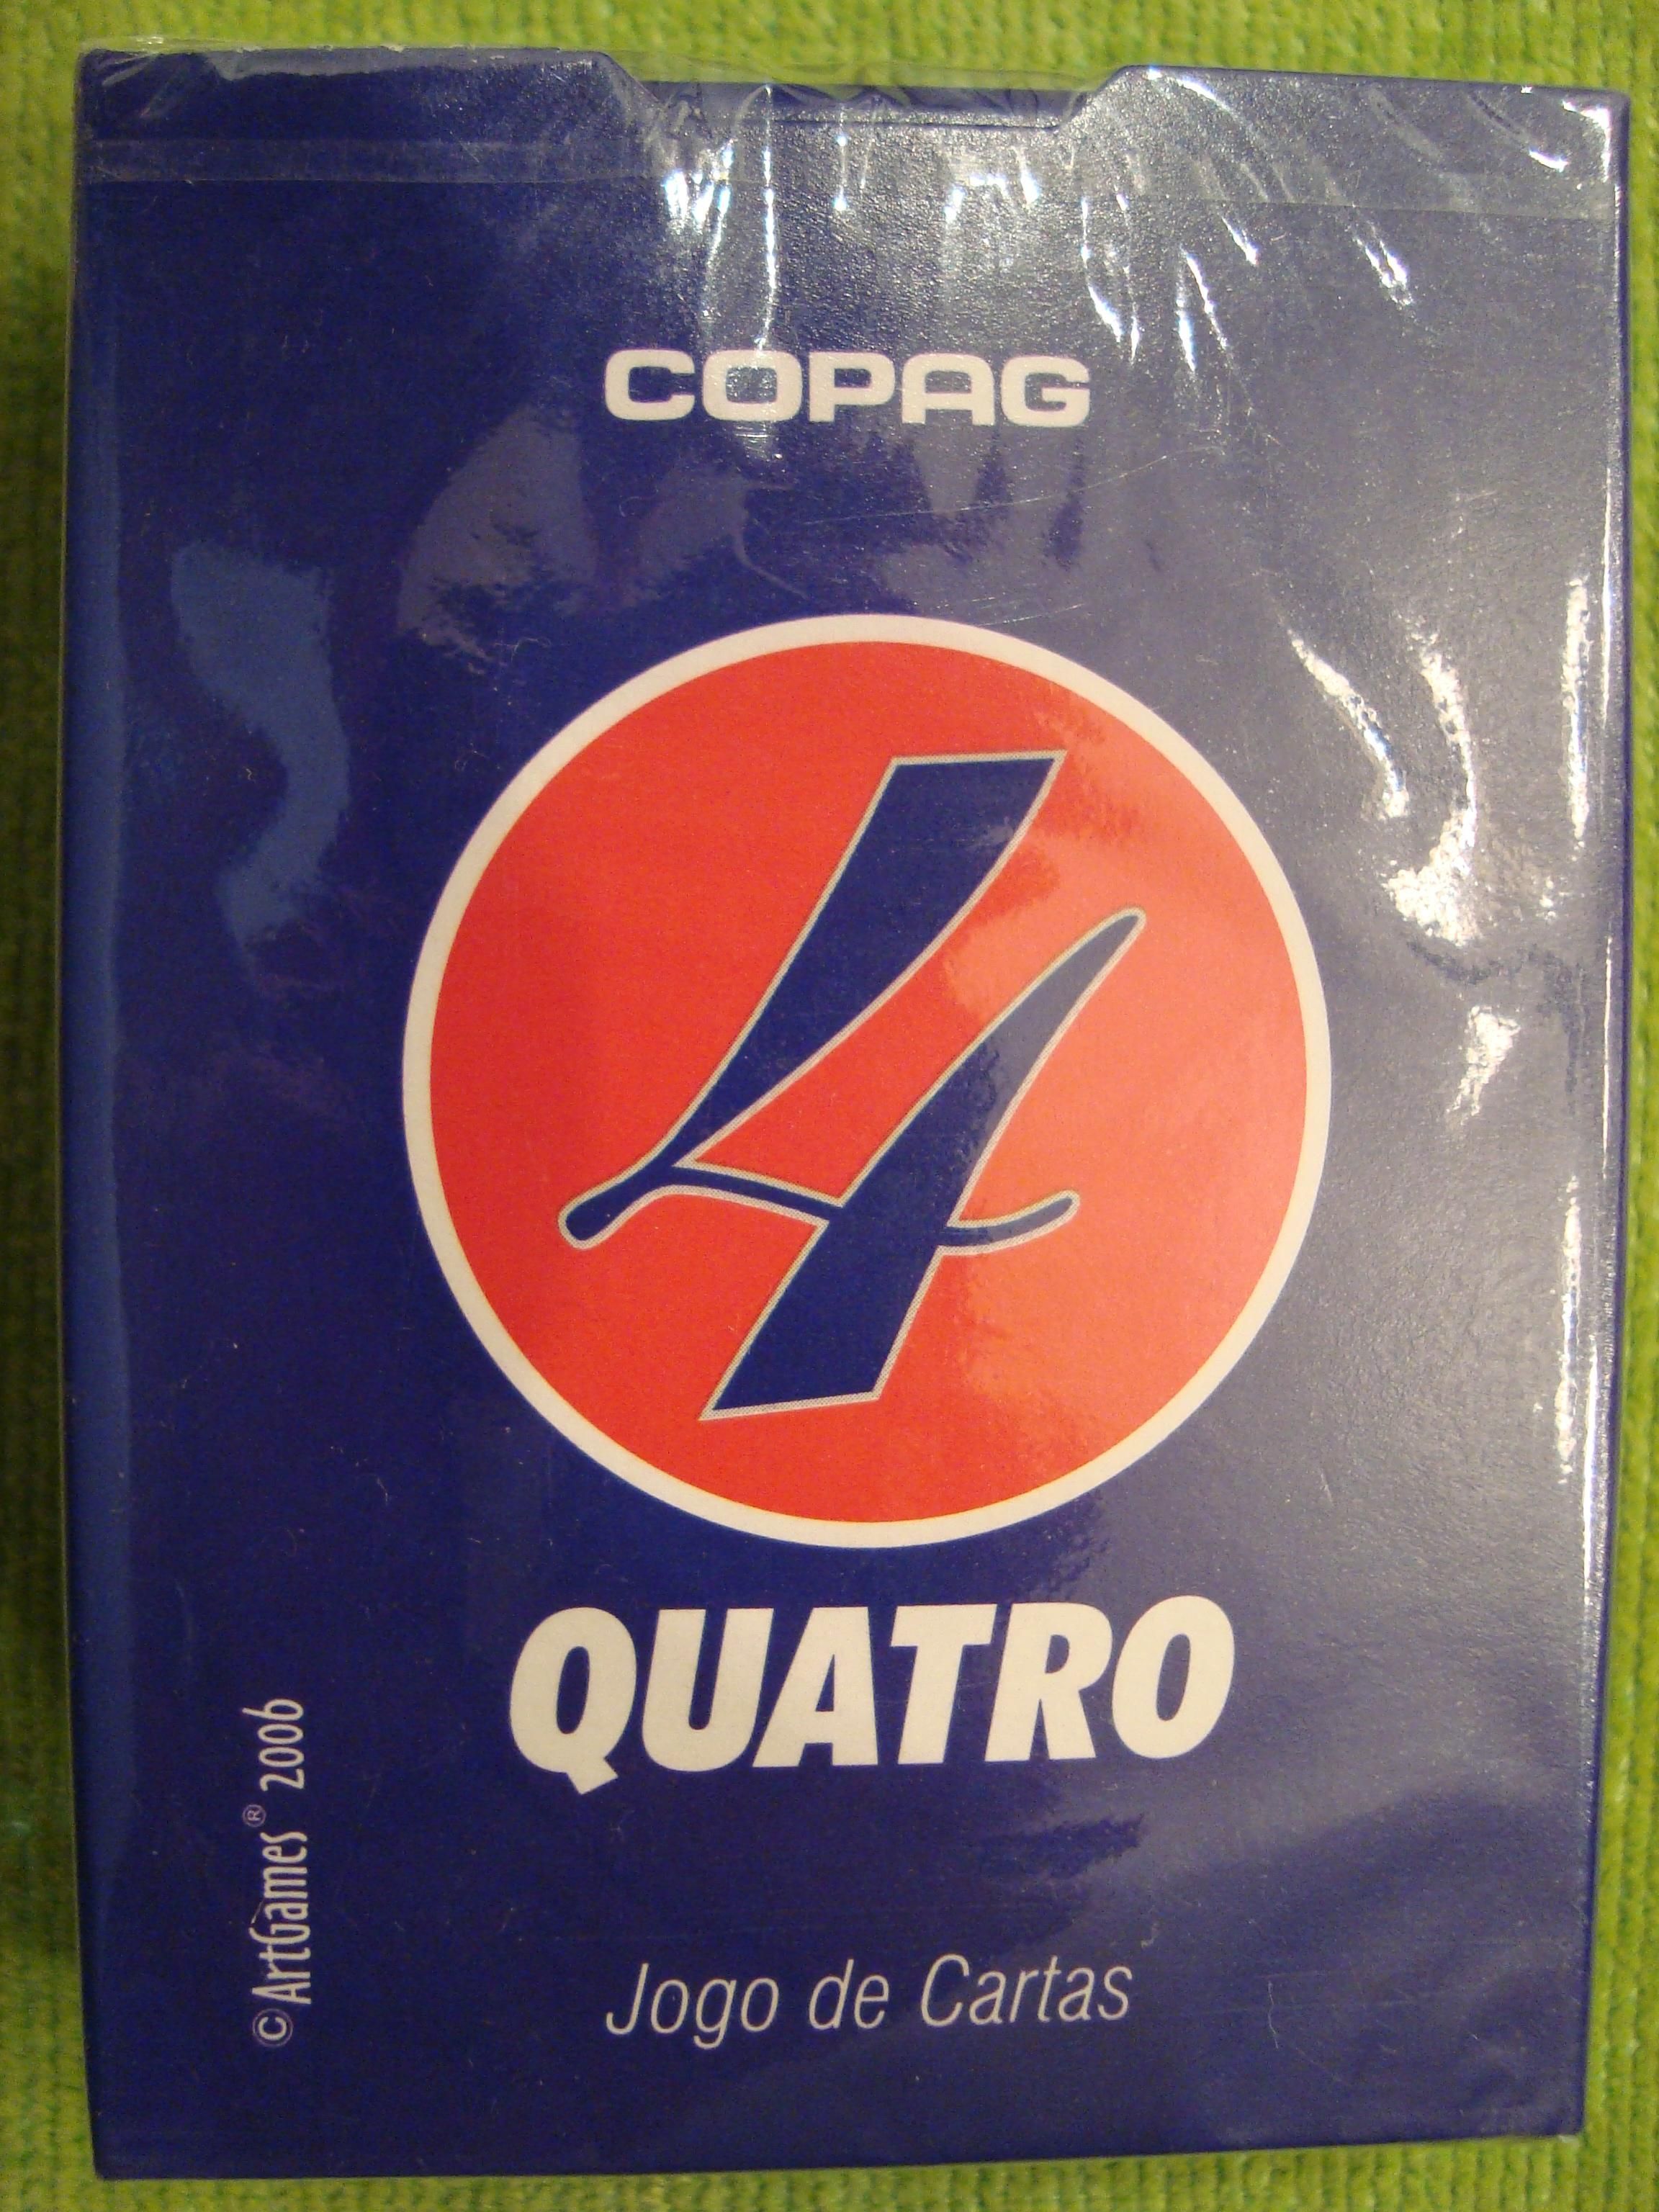 COPAG
4
QUATRO
Jogo de Cartas
©ArtGames® 2006